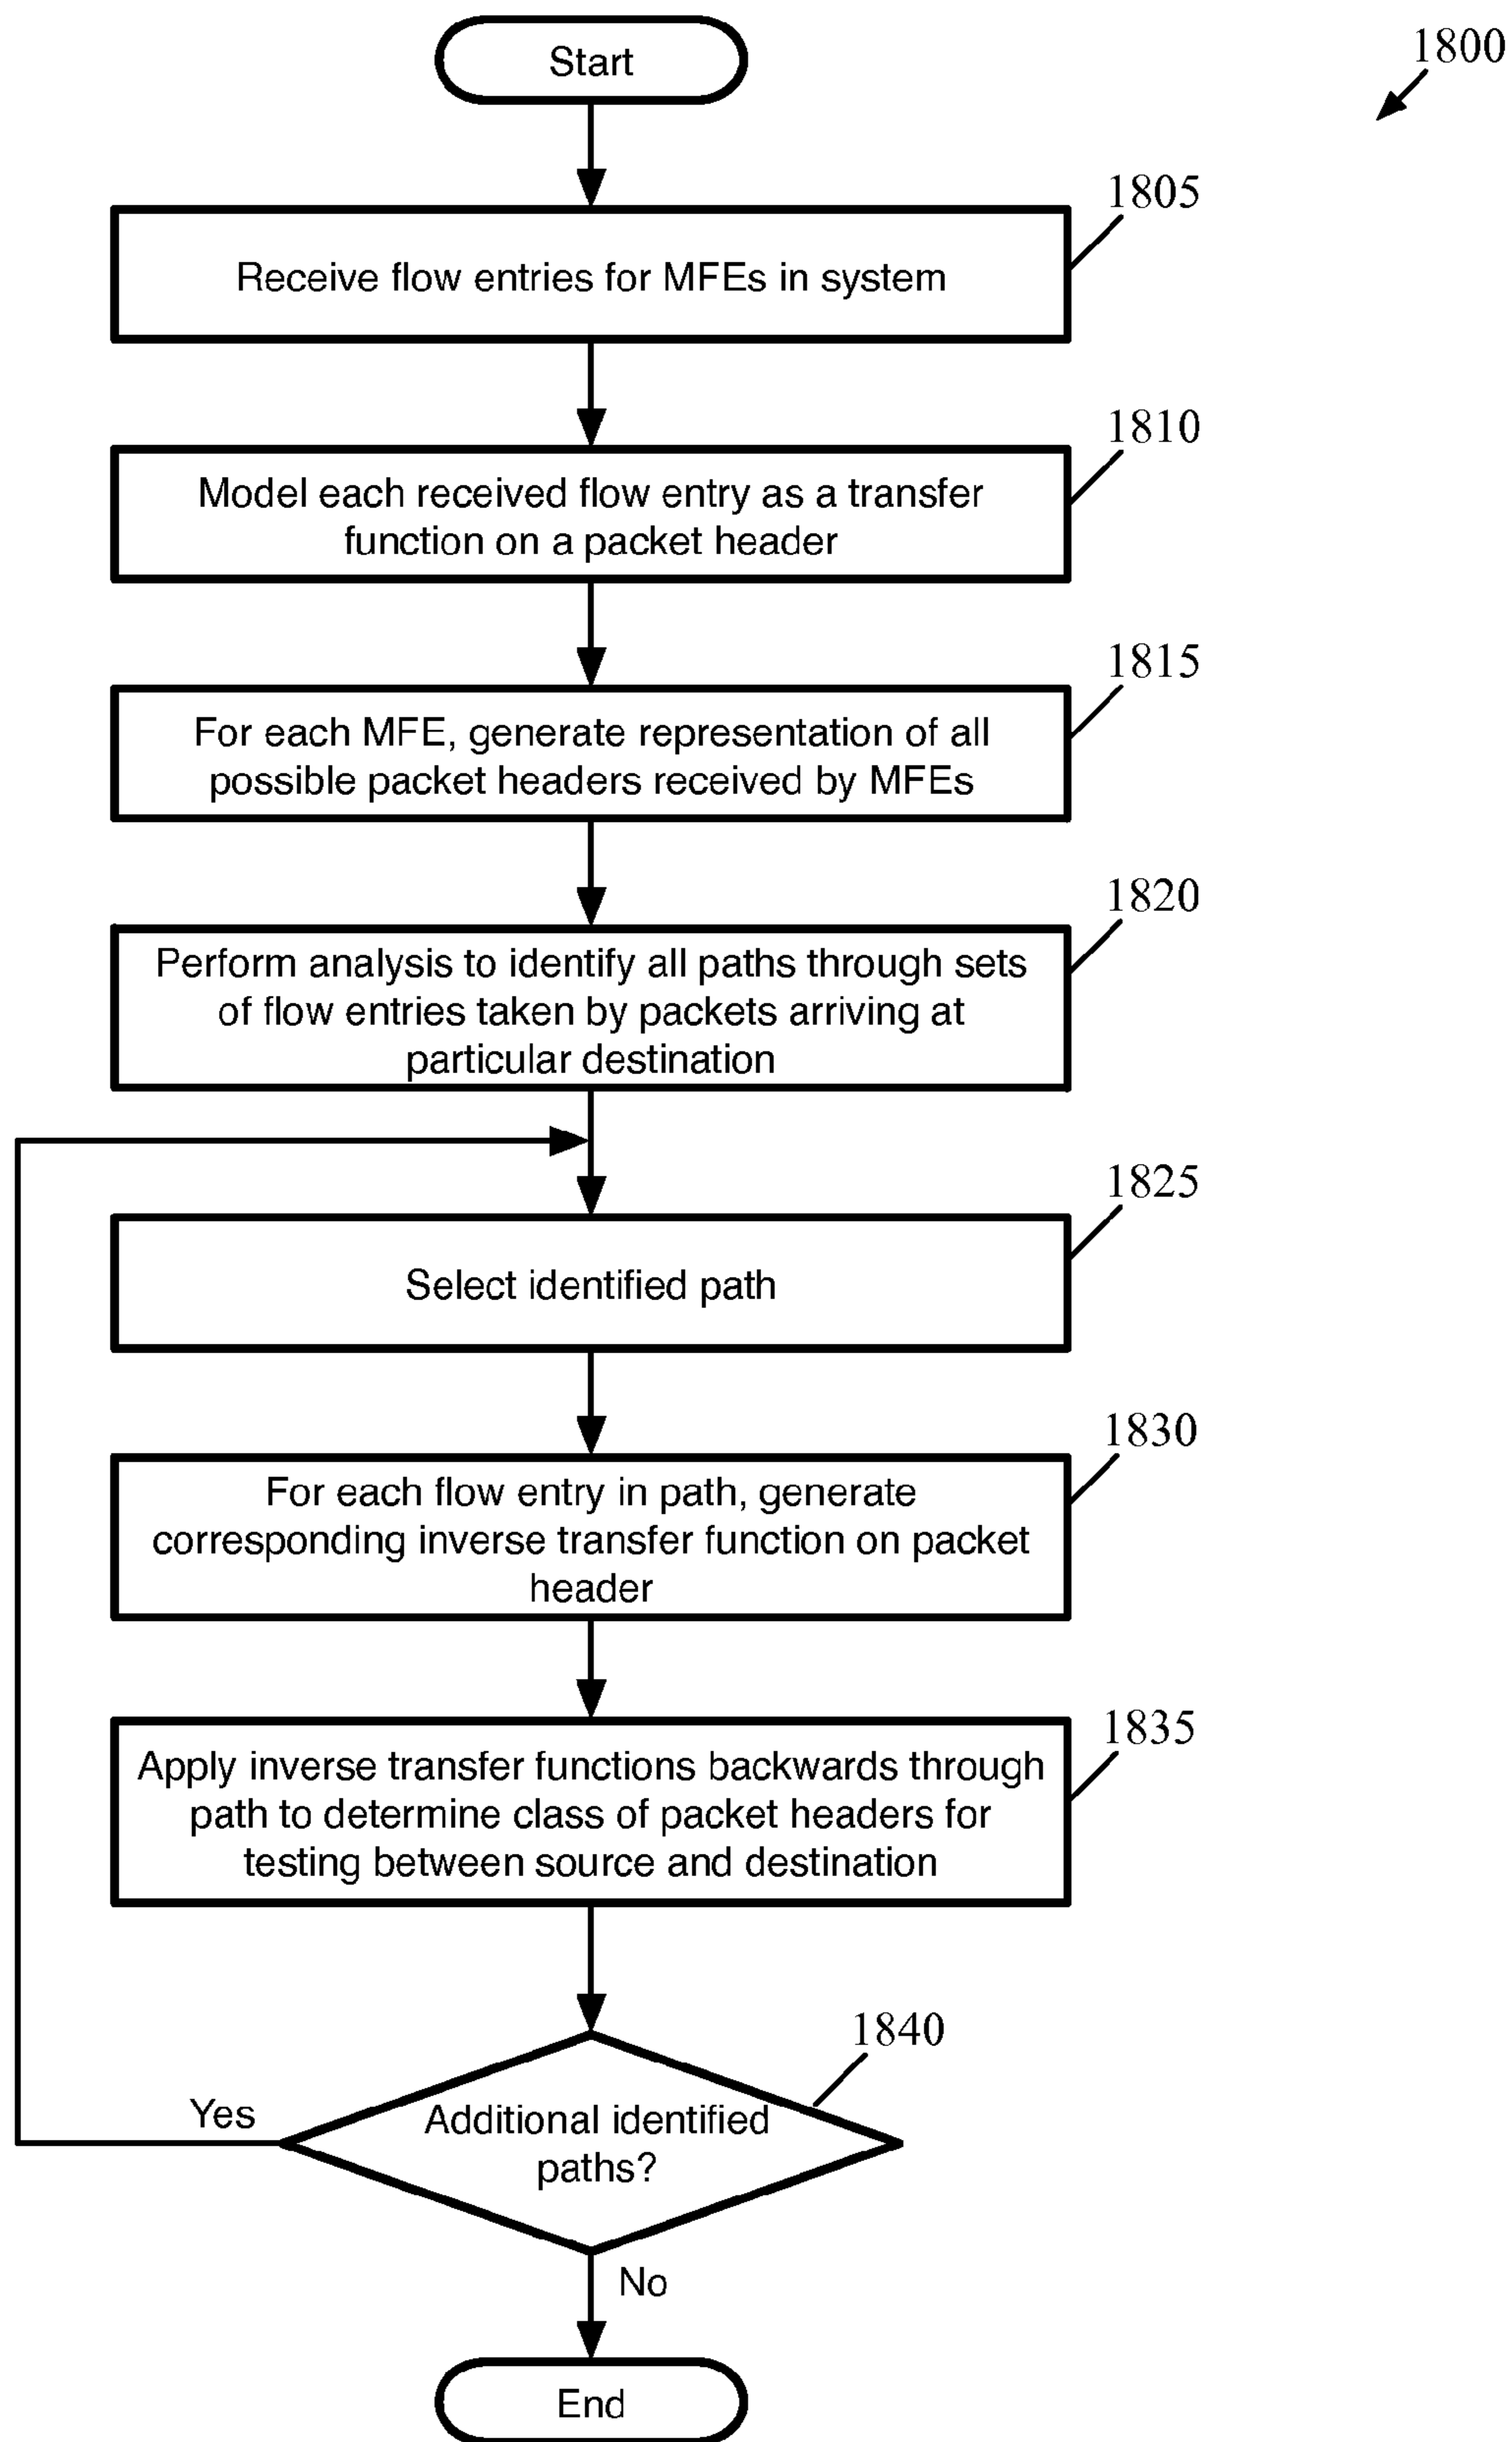 Start
1800
1805
Receive flow entries for MFEs in system
1810
Model each received flow entry as a transfer
function on a packet header
1815
For each MFE, generate representation of all
possible packet headers received by MFEs
1820
Perform analysis to identify all paths through sets
of flow entries taken by packets arriving at
particular destination
1825
Select identified path
1830
For each flow entry in path, generate
corresponding inverse transfer function on packet
header
1835
Apply inverse transfer functions backwards through
path to determine class of packet headers for
testing between source and destination
1840
Yes
Additional identified
paths?
No
End